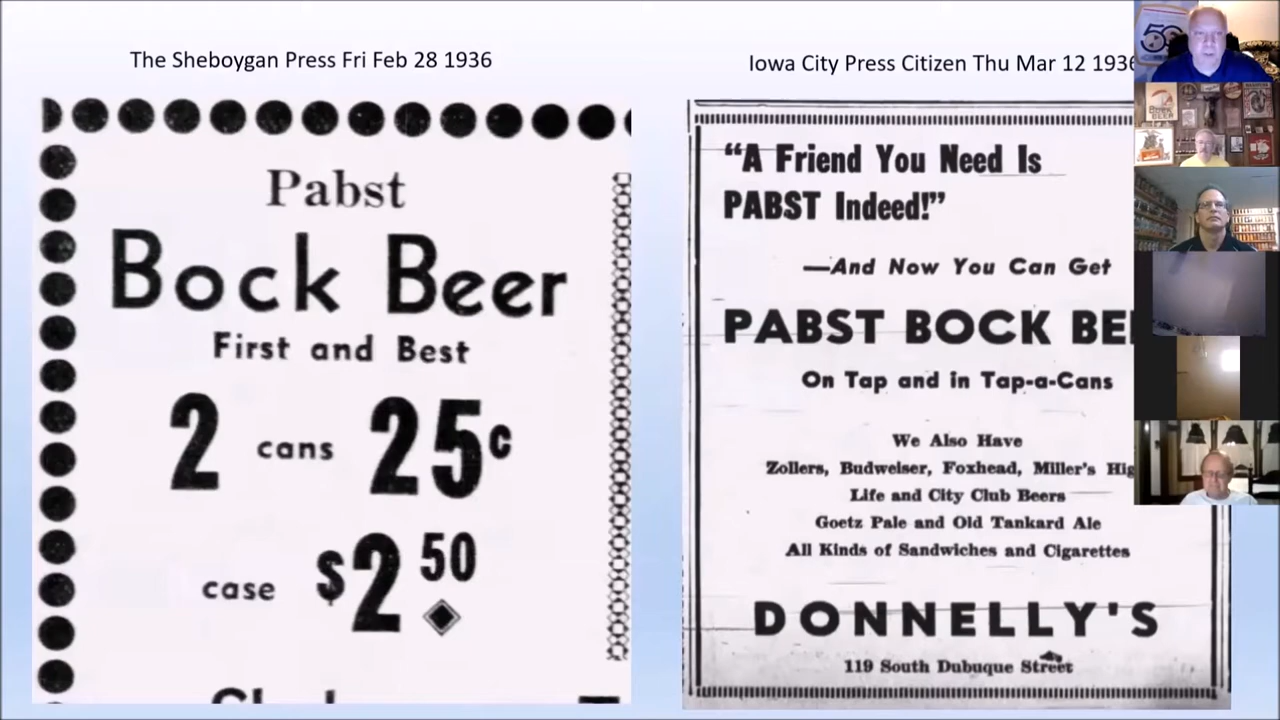 The Sheboygan Press Fri Feb 28 1936
Pabst
Bock Beer
First and Best
2 cans 25c
case $2 50
Iowa City Press Citizen Thu Mar 12 1936
"A Friend You Need Is
PABST Indeed!"
—And Now You Can Get
PABST BOCK
On Tap and in Tap-a-Cans
We Also Have
Zollers, Budweiser, Foxhead, Miller's
Life and City Club Beers
Goetz Pale and Old Tankard Ale
All Kinds of Sandwiches and Cigarettes
DONNELLY'S
119 South Dubuque Street
50